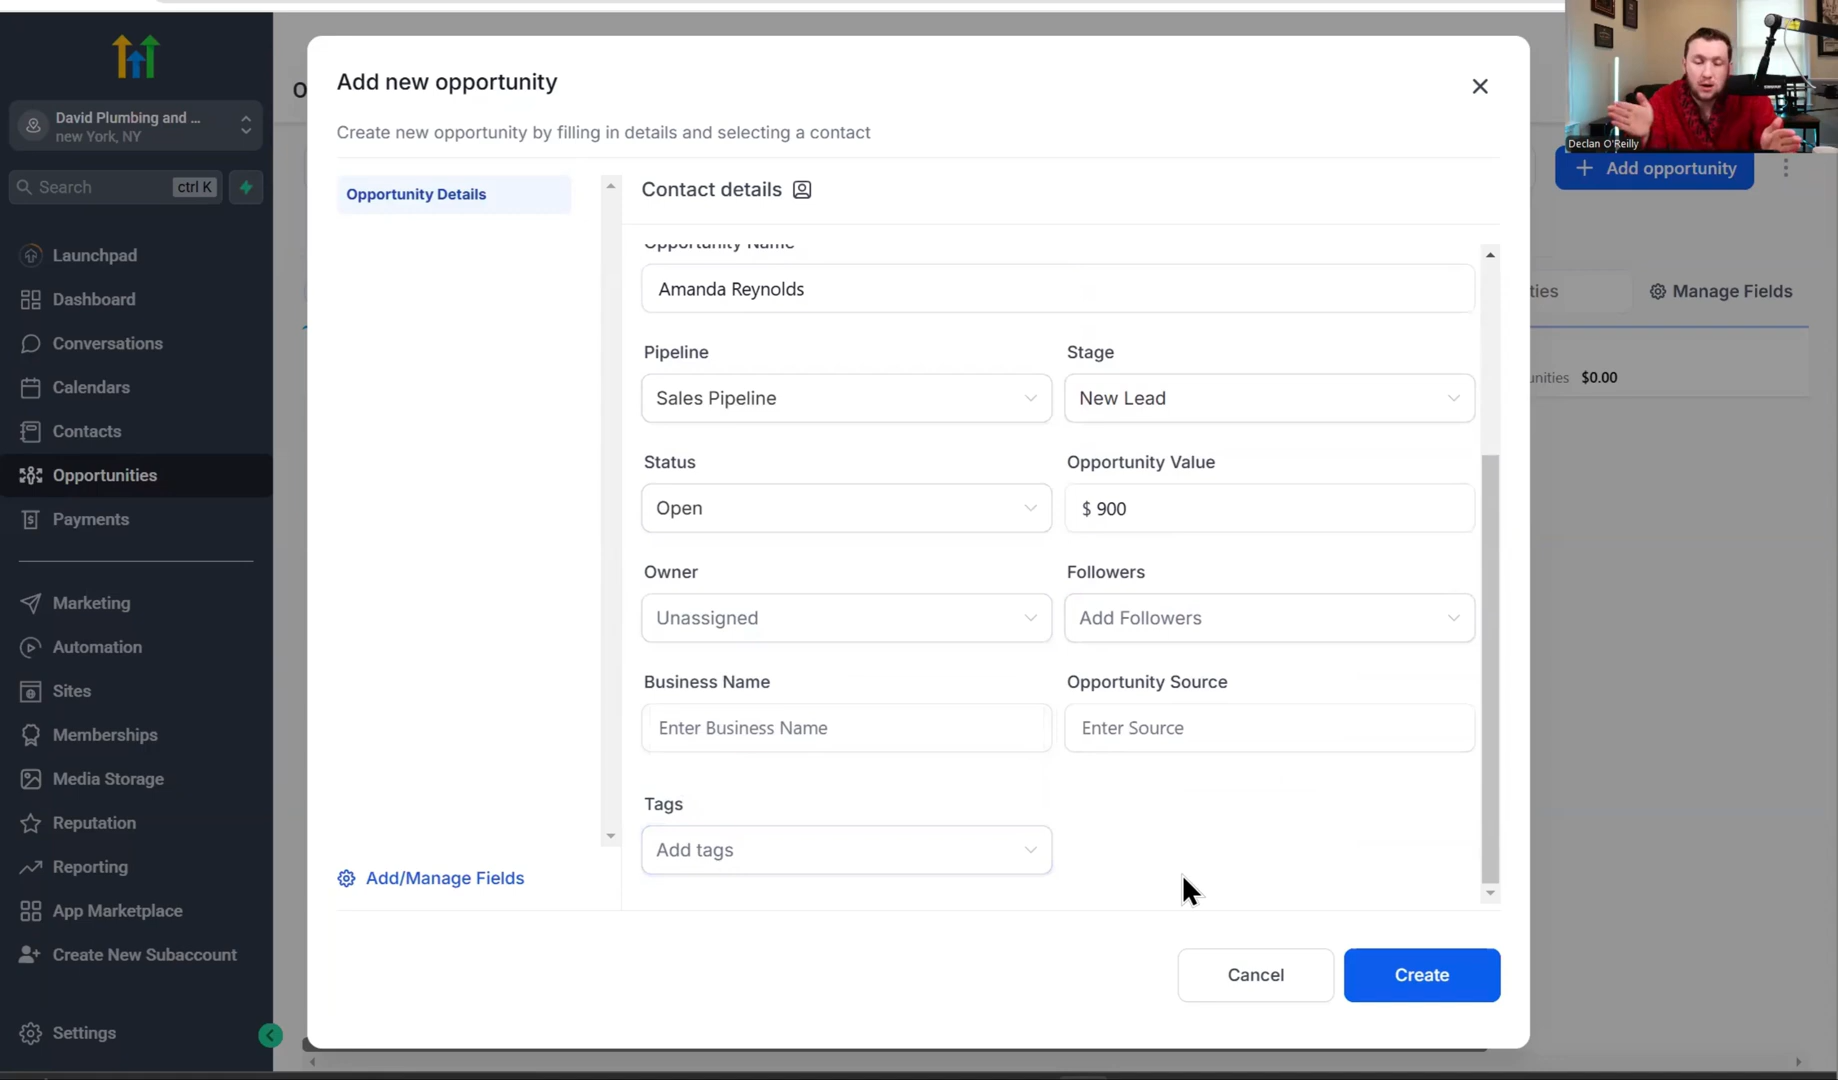 David Plumbing and ...
new York, NY
Search
ctrl K
Launchpad
Dashboard
Conversations
Calendars
Contacts
Opportunities
Payments
Marketing
Automation
Sites
Memberships
Media Storage
Reputation
Reporting
App Marketplace
Create New Subaccount
Settings
O
Add new opportunity
Create new opportunity by filling in details and selecting a contact
Opportunity Details
Add/Manage Fields
Contact details
Opportunity Name
Amanda Reynolds
Pipeline
Stage
Sales Pipeline
New Lead
Status
Opportunity Value
Open
$ 900
Owner
Followers
Unassigned
Add Followers
Business Name
Opportunity Source
Enter Business Name
Enter Source
Tags
Add tags
Cancel
Create
Declan O'Reilly
+ Add opportunity
ties
Manage Fields
unities $0.00